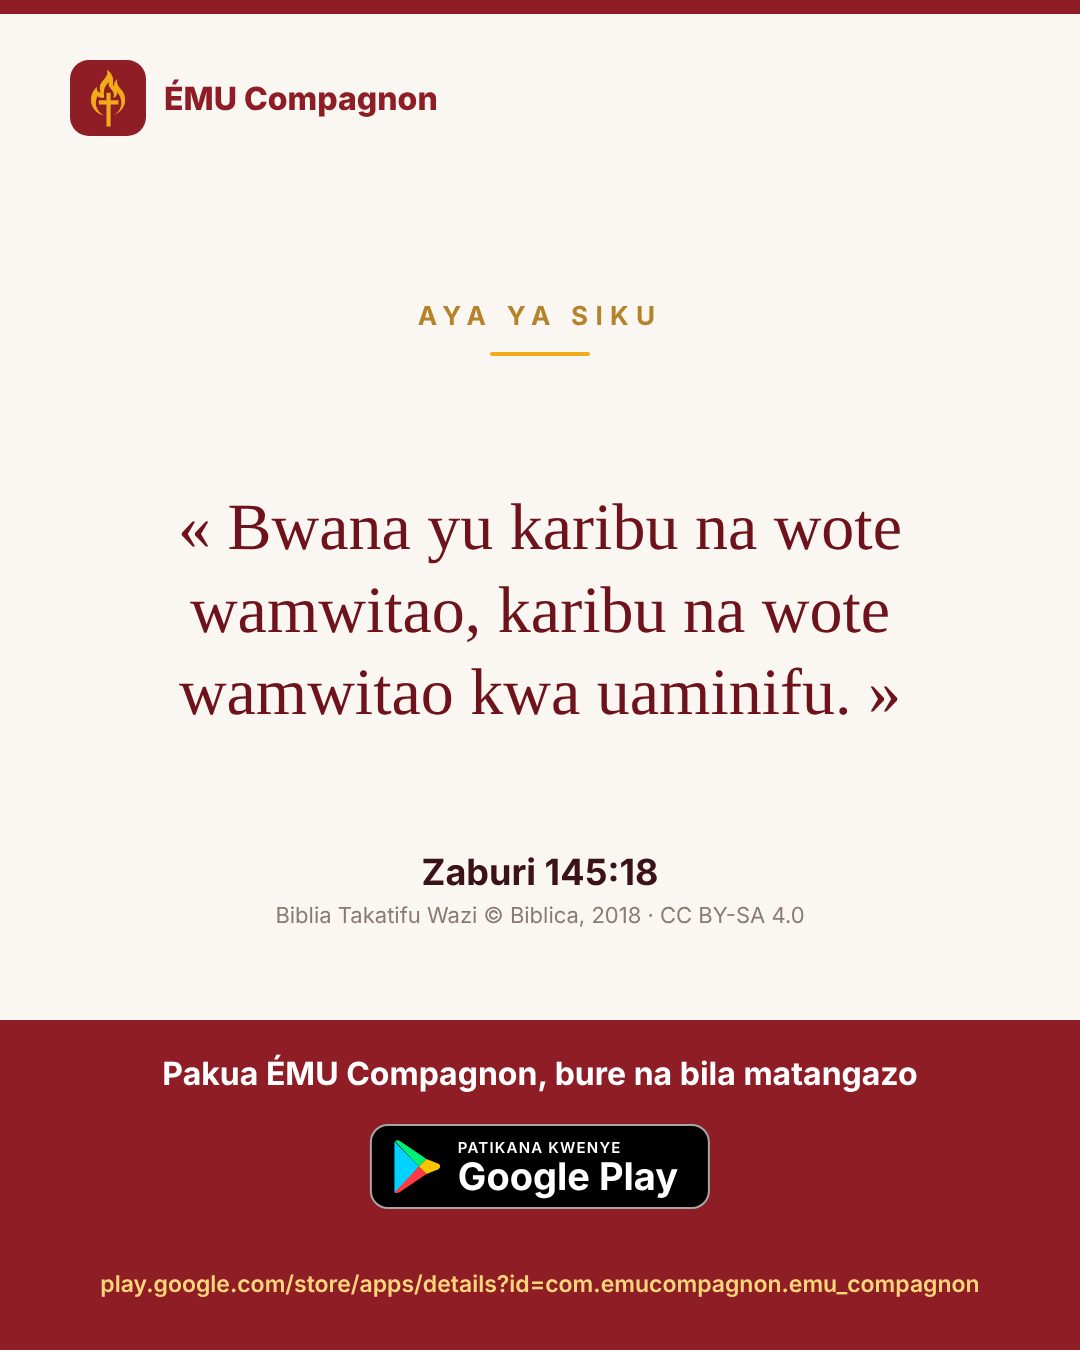 ÉMU Compagnon
AYA YA SIKU
« Bwana yu karibu na wote
wamwitao, karibu na wote
wamwitao kwa uaminifu. »
Zaburi 145:18
Biblia Takatifu Wazi © Biblica, 2018 · CC BY-SA 4.0
Pakua ÉMU Compagnon, bure na bila matangazo
PATIKANA KWENYE
Google Play
play.google.com/store/apps/details?id=com.emucompagnon.emu_compagnon